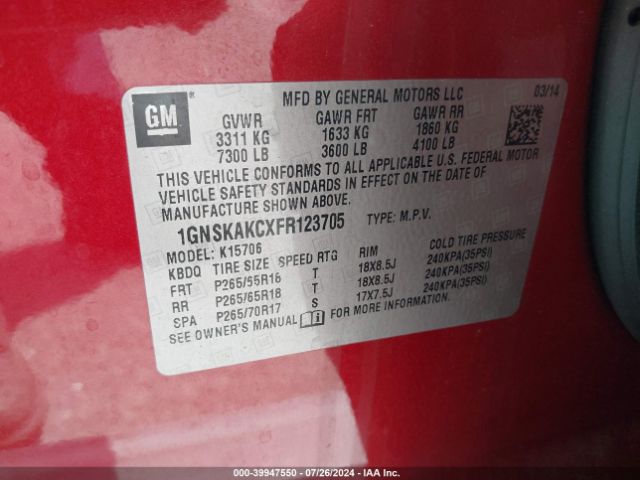 GM ®
MFD BY GENERAL MOTORS LLC 03/14
GVWR GAWR FRT GAWR RR
3311 KG 1633 KG 1860 KG
7300 LB 3600 LB 4100 LB
THIS VEHICLE CONFORMS TO ALL APPLICABLE U.S. FEDERAL MOTOR
VEHICLE SAFETY STANDARDS IN EFFECT ON THE DATE OF
MANUFACTURE SHOWN ABOVE.
1GNSKAKCXFR123705 TYPE: M.P.V.
MODEL: K15706
KBDQ TIRE SIZE SPEED RTG RIM COLD TIRE PRESSURE
FRT P265/65R18 T 18X8.5J 240KPA(35PSI)
RR P265/65R18 T 18X8.5J 240KPA(35PSI)
SPA P265/70R17 S 17X7.5J 240KPA(35PSI)
SEE OWNER'S MANUAL FOR MORE INFORMATION.
000-39947550 | 07/26/2024 | IAA Inc.